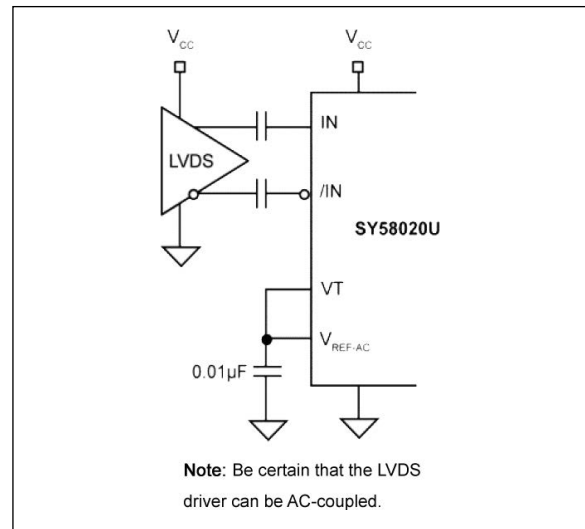 VCC VCC
IN
LVDS
/IN
SY58020U
VT
VREF-AC
0.01µF
Note: Be certain that the LVDS
driver can be AC-coupled.